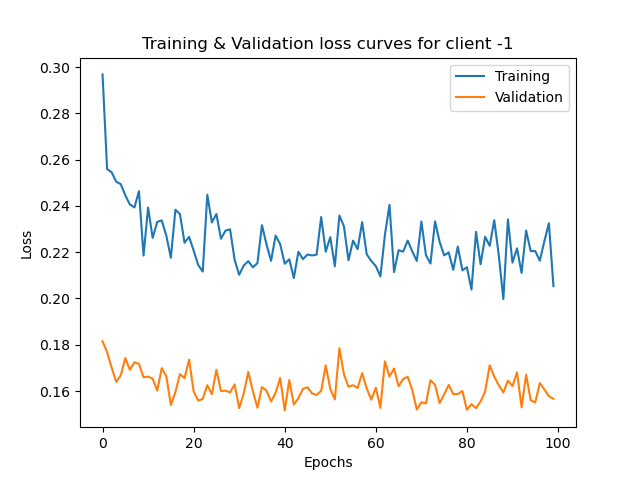 Training & Validation loss curves for client -1
Training
Validation
0.30
0.28
0.26
0.24
0.22
0.20
0.18
0.16
Loss
0 20 40 60 80 100
Epochs